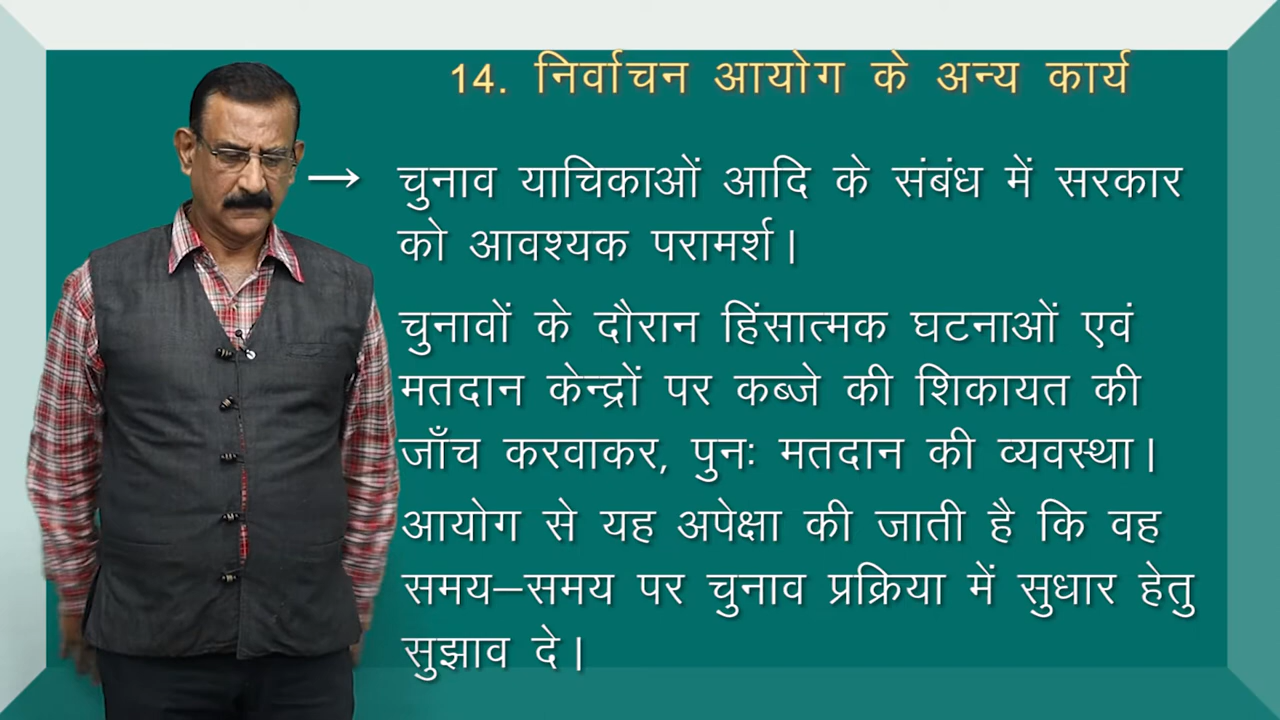 14. निर्वाचन आयोग के अन्य कार्य
→ चुनाव याचिकाओं आदि के संबंध में सरकार
को आवश्यक परामर्श।
चुनावों के दौरान हिंसात्मक घटनाओं एवं
मतदान केन्द्रों पर कब्जे की शिकायत की
जाँच करवाकर, पुनः मतदान की व्यवस्था।
आयोग से यह अपेक्षा की जाती है कि वह
समय–समय पर चुनाव प्रक्रिया में सुधार हेतु
सुझाव दे।